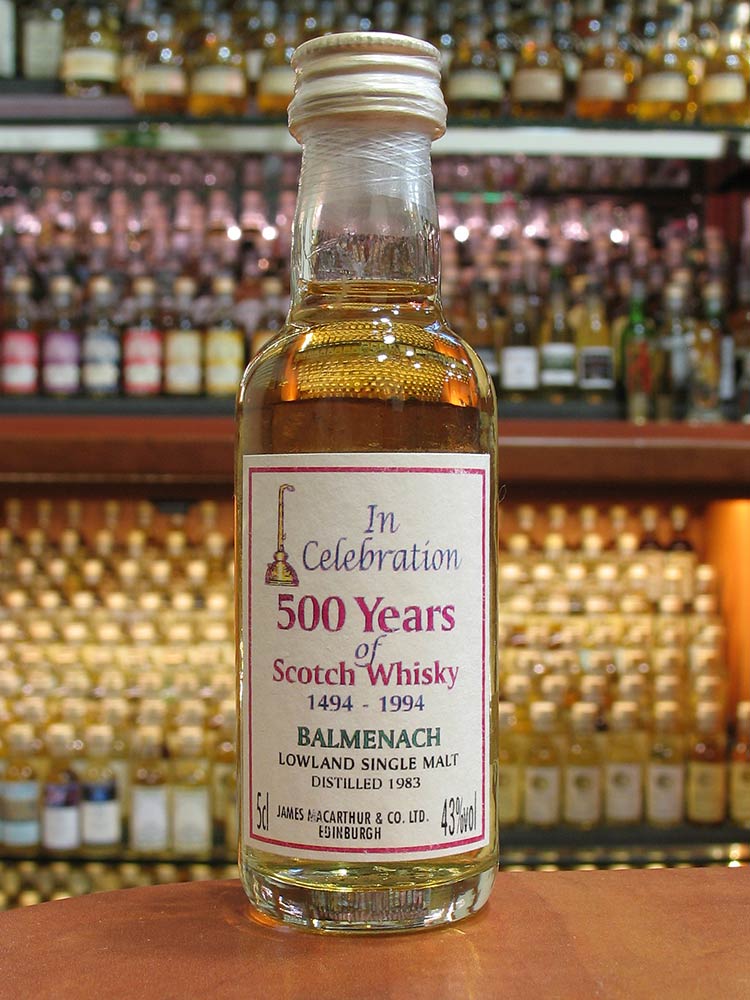 In
Celebration
500 Years
of
Scotch Whisky
1494 - 1994
BALMENACH
LOWLAND SINGLE MALT
DISTILLED 1983
5cl JAMES MACARTHUR & CO. LTD. 43%vol
EDINBURGH